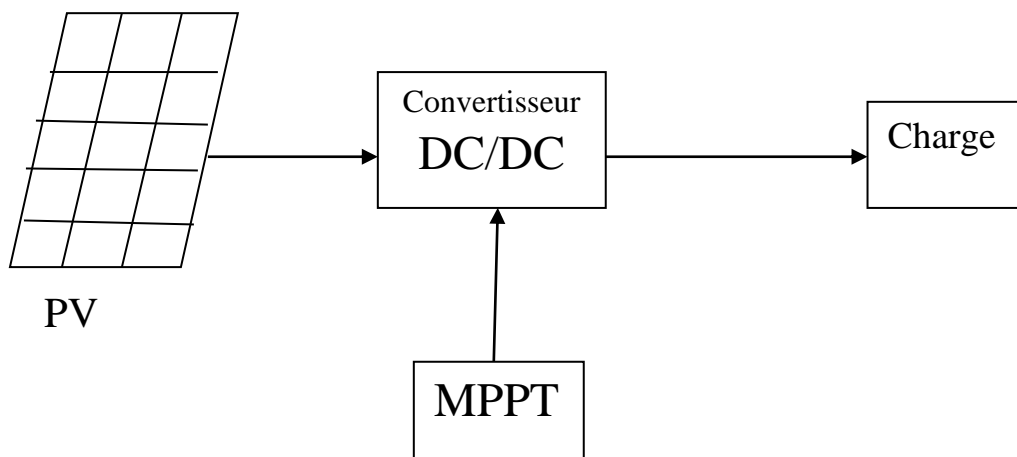 Convertisseur
DC/DC
Charge
PV
MPPT